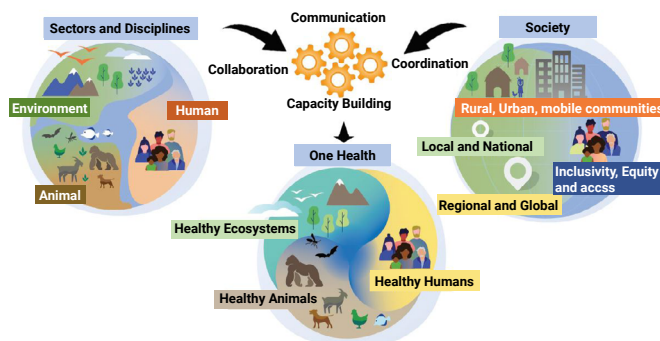 Sectors and Disciplines
Communication
Society
Collaboration
Coordination
Capacity Building
Environment
Human
Animal
Rural, Urban, mobile communities
Local and National
Inclusivity, Equity
and accss
Regional and Global
One Health
Healthy Ecosystems
Healthy Animals
Healthy Humans